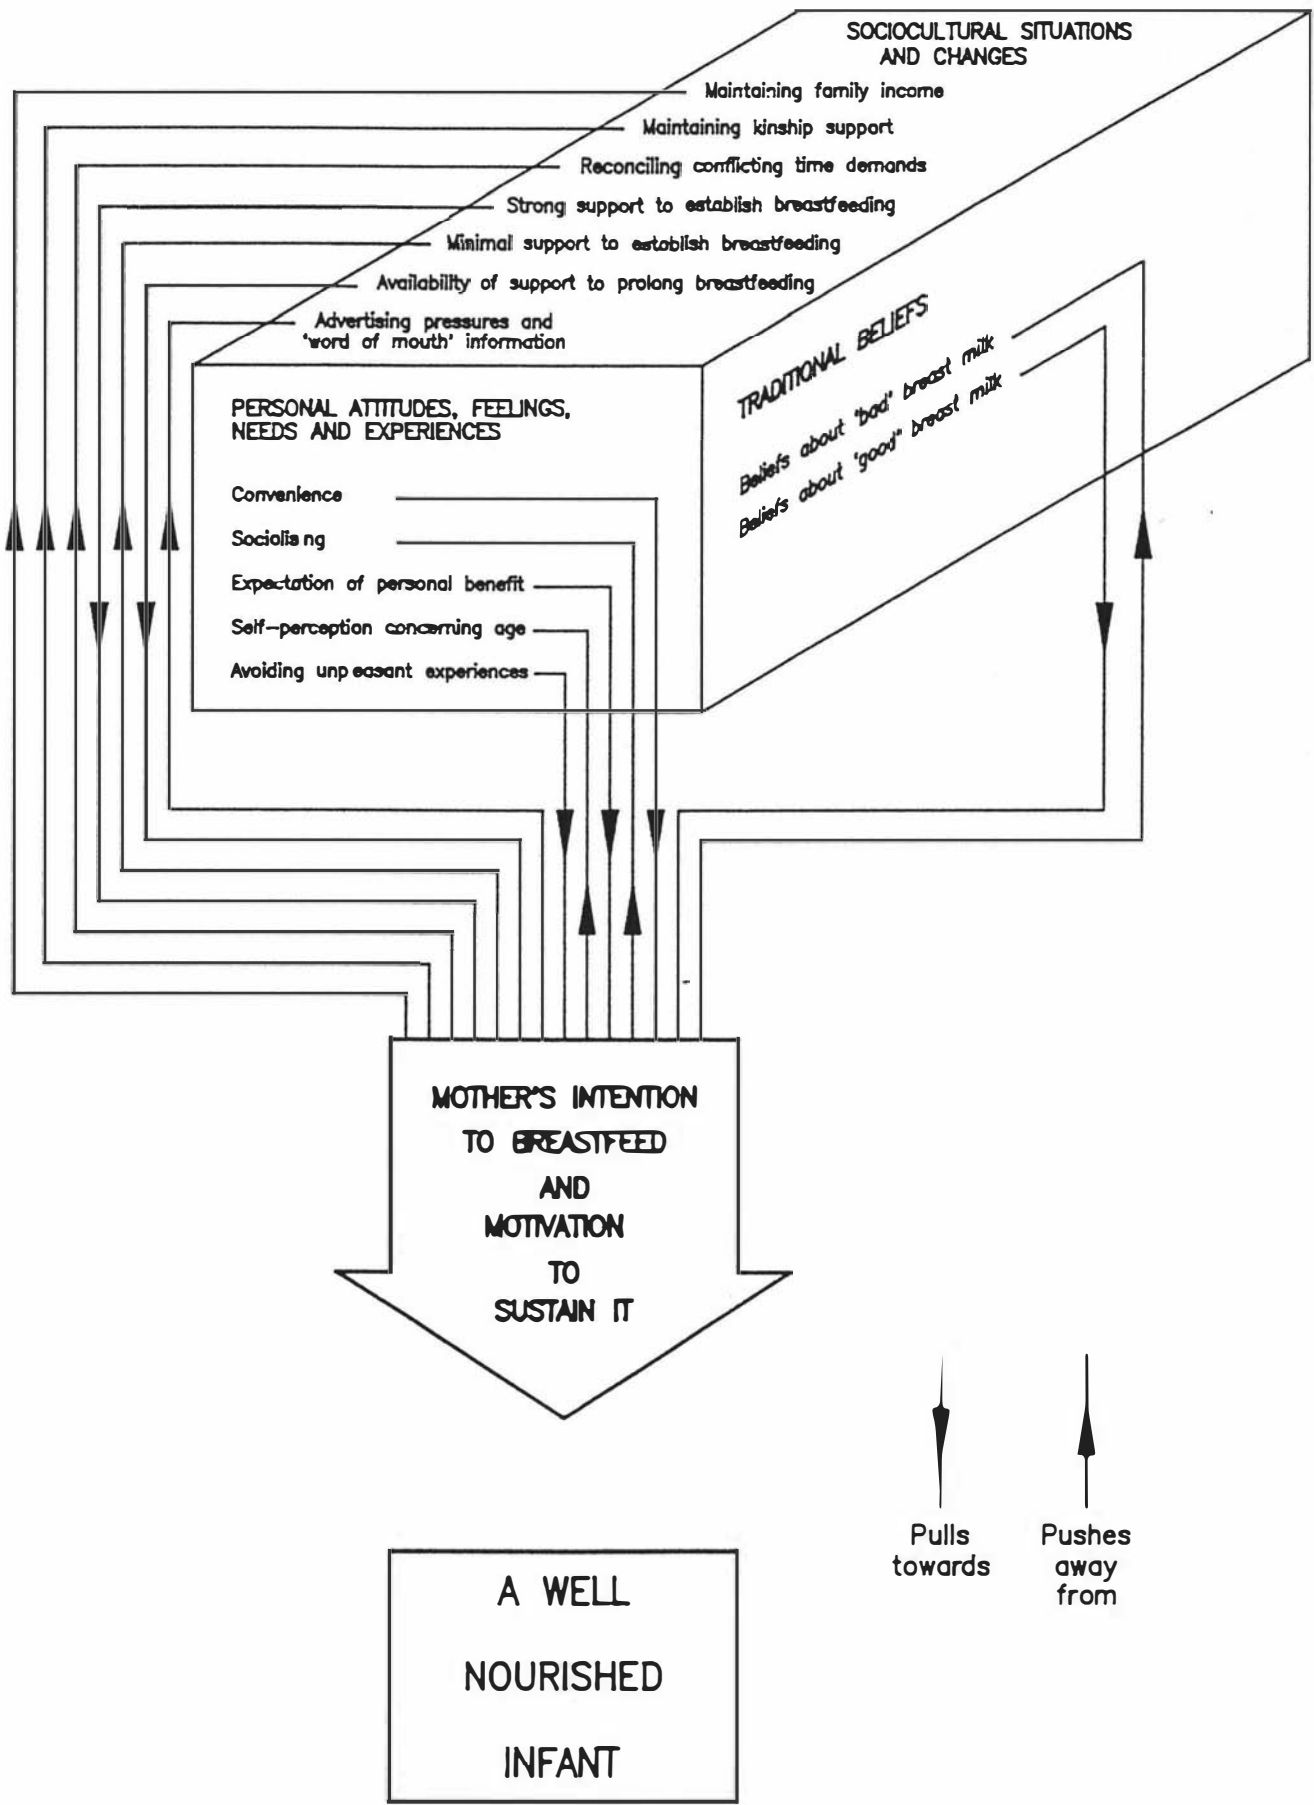 SOCIOCULTURAL SITUATIONS
AND CHANGES
Maintaining family income
Maintaining kinship support
Reconciling conflicting time demands
Strong support to establish breastfeeding
Minimal support to establish breastfeeding
Availability of support to prolong breastfeeding
Advertising pressures and
'word of mouth' information
TRADITIONAL BELIEFS
Beliefs about "bad" breast milk
Beliefs about "good" breast milk
PERSONAL ATTITUDES, FEELINGS,
NEEDS AND EXPERIENCES
Convenience
Socialis ng
Expectation of personal benefit
Self-perception concerning age
Avoiding unp easant experiences
MOTHER'S INTENTION
TO BREASTFEED
AND
MOTIVATION
TO
SUSTAIN IT
Pulls
towards
Pushes
away
from
A WELL
NOURISHED
INFANT